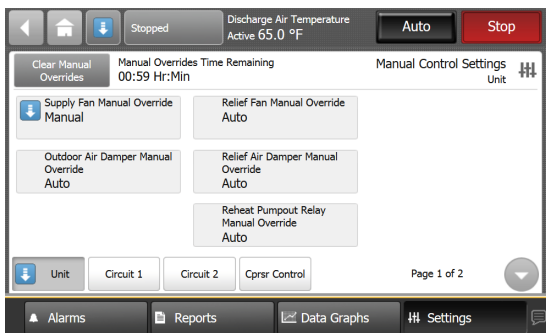 Stopped
Discharge Air Temperature
Active 65.0 °F
Auto
Stop
Clear Manual
Overrides
Manual Overrides Time Remaining
00:59 Hr:Min
Manual Control Settings
Unit
Supply Fan Manual Override
Manual
Relief Fan Manual Override
Auto
Outdoor Air Damper Manual
Override
Auto
Relief Air Damper Manual
Override
Auto
Reheat Pumpout Relay
Manual Override
Auto
Unit
Circuit 1
Circuit 2
Cprsr Control
Page 1 of 2
Alarms
Reports
Data Graphs
Settings